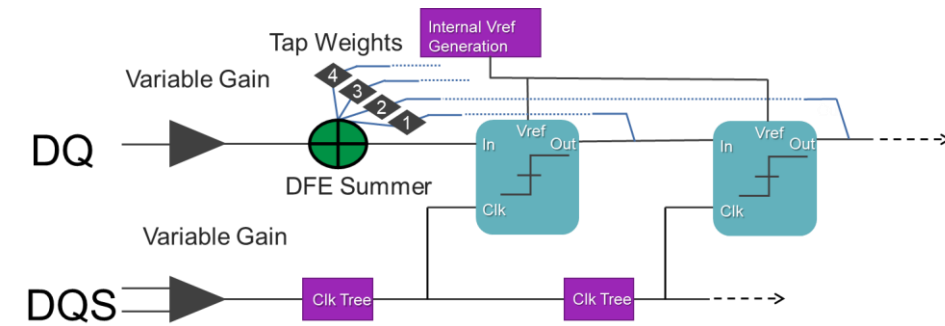 Internal Vref
Generation
Tap Weights
4
3
2
1
Variable Gain
DQ
DFE Summer
Vref
In
Out
Clk
Vref
In
Out
Clk
Variable Gain
DQS
Clk Tree
Clk Tree